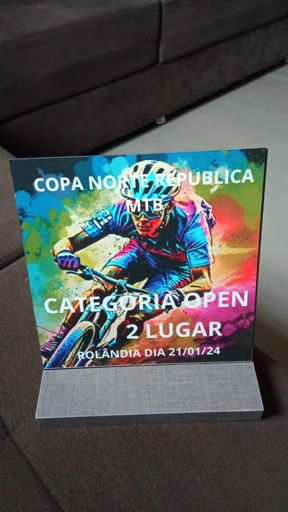 COPA NORTE REPUBLICA
MTB
CATEGORIA OPEN
2 LUGAR
ROLÂNDIA DIA 21/01/24